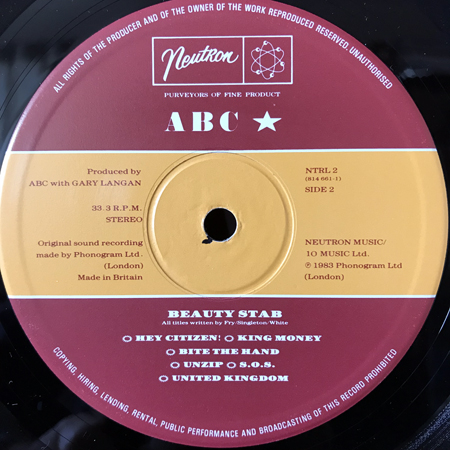 ALL RIGHTS OF THE PRODUCER AND OF THE OWNER OF THE WORK REPRODUCED RESERVED. UNAUTHORISED
Neutron
PURVEYORS OF FINE PRODUCT
ABC ★
Produced by
ABC with GARY LANGAN
33.3 R.P.M.
STEREO
Original sound recording
made by Phonogram Ltd.
(London)
Made in Britain
NTRL 2
(814 661-1)
SIDE 2
NEUTRON MUSIC/
10 MUSIC Ltd.
℗ 1983 Phonogram Ltd
(London)
BEAUTY STAB
All titles written by Fry/Singleton/White
HEY CITIZEN! KING MONEY
BITE THE HAND
UNZIP S.O.S.
UNITED KINGDOM
COPYING, HIRING, LENDING, RENTAL, PUBLIC PERFORMANCE AND BROADCASTING OF THIS RECORD PROHIBITED